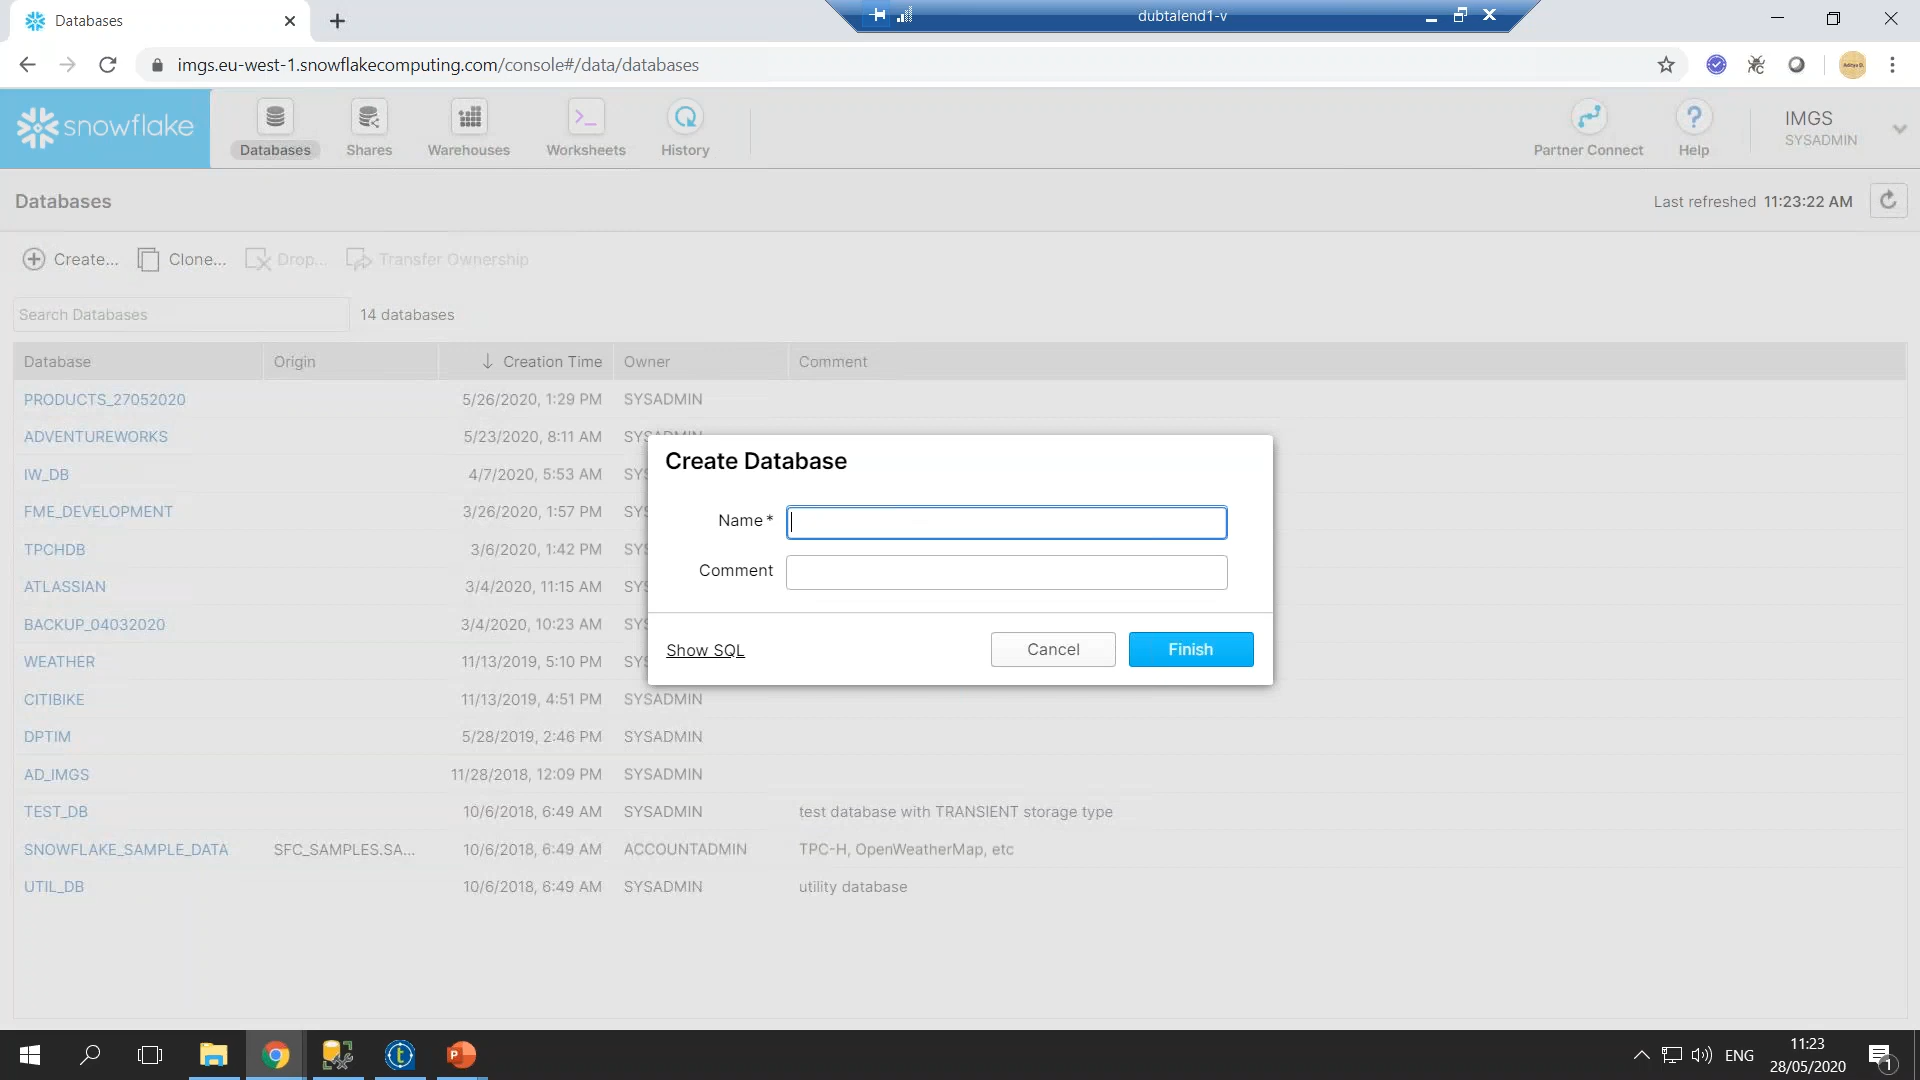 Databases
dubtalend1-v
imgs.eu-west-1.snowflakecomputing.com/console#/data/databases
snowflake
Databases
Shares
Warehouses
Worksheets
History
Partner Connect
Help
IMGS
SYSADMIN
Databases
Last refreshed 11:23:22 AM
Create...
Clone...
Drop...
Transfer Ownership
Search Databases
14 databases
Database Origin Creation Time Owner Comment
PRODUCTS_27052020 5/26/2020, 1:29 PM SYSADMIN
ADVENTUREWORKS 5/23/2020, 8:11 AM SYSADMIN
IW_DB 4/7/2020, 5:53 AM SY
FME_DEVELOPMENT 3/26/2020, 1:57 PM SY
TPCHDB 3/6/2020, 1:42 PM SY
ATLASSIAN 3/4/2020, 11:15 AM SY
BACKUP_04032020 3/4/2020, 10:23 AM SY
WEATHER 11/13/2019, 5:10 PM SY
CITIBIKE 11/13/2019, 4:51 PM SYSADMIN
DPTIM 5/28/2019, 2:46 PM SYSADMIN
AD_IMGS 11/28/2018, 12:09 PM SYSADMIN
TEST_DB 10/6/2018, 6:49 AM SYSADMIN test database with TRANSIENT storage type
SNOWFLAKE_SAMPLE_DATA SFC_SAMPLES.SA... 10/6/2018, 6:49 AM ACCOUNTADMIN TPC-H, OpenWeatherMap, etc
UTIL_DB 10/6/2018, 6:49 AM SYSADMIN utility database
Create Database
Name *
Comment
Show SQL
Cancel
Finish
ENG
11:23
28/05/2020
1